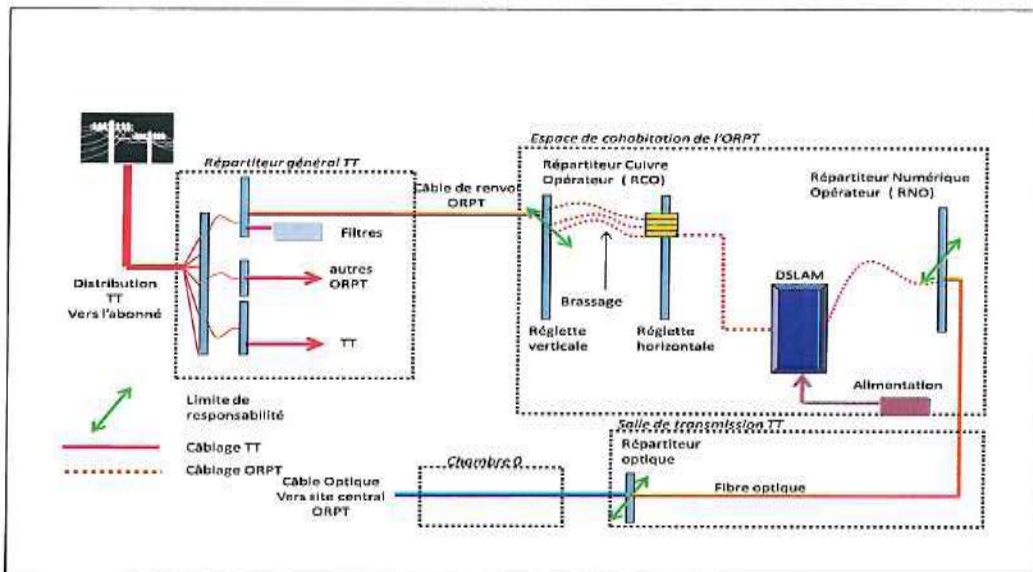 Espace de cohabitation de l'ORPT
Répartiteur général TT
Répartiteur Cuivre
Opérateur ( RCO)
Répartiteur Numérique
Opérateur ( RNO)
Câble de renvoi
ORPT
Filtres
autres
ORPT
TT
Distribution
TT
Vers l'abonné
Brassage
Réglette
verticale
Réglette
horizontale
DSLAM
Alimentation
Limite de
responsabilité
Câblage TT
Câblage ORPT
Salle de transmission TT
Répartiteur
optique
Chambre 0
Câble Optique
Vers site central
ORPT
Fibre optique